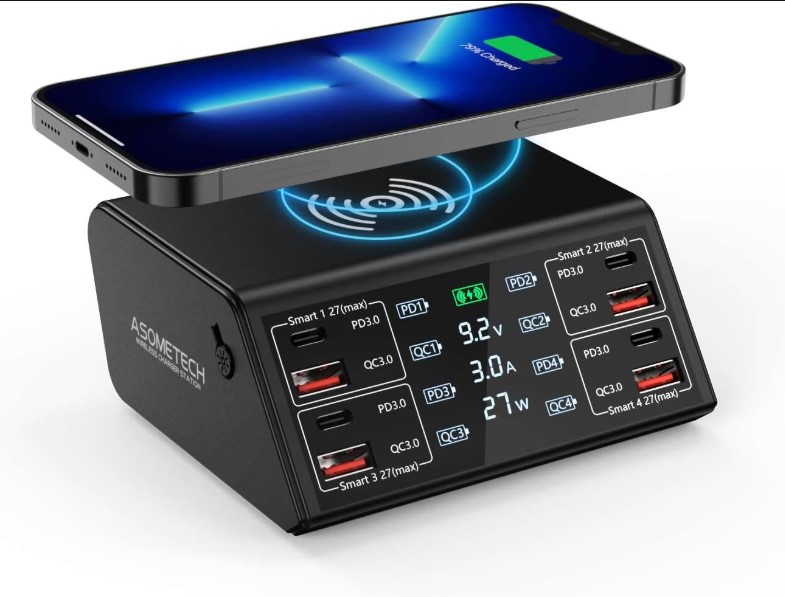 79% Charged
ASOMETECH
WIRELESS CHARGER STATION
Smart 1 27(max)
PD3.0
QC3.0
PD3.0
QC3.0
Smart 3 27(max)
PD1
QC1
PD3
QC3
9.2V
3.0A
27W
PD2
QC2
PD4
QC4
Smart 2 27(max)
PD3.0
QC3.0
PD3.0
QC3.0
Smart 4 27(max)